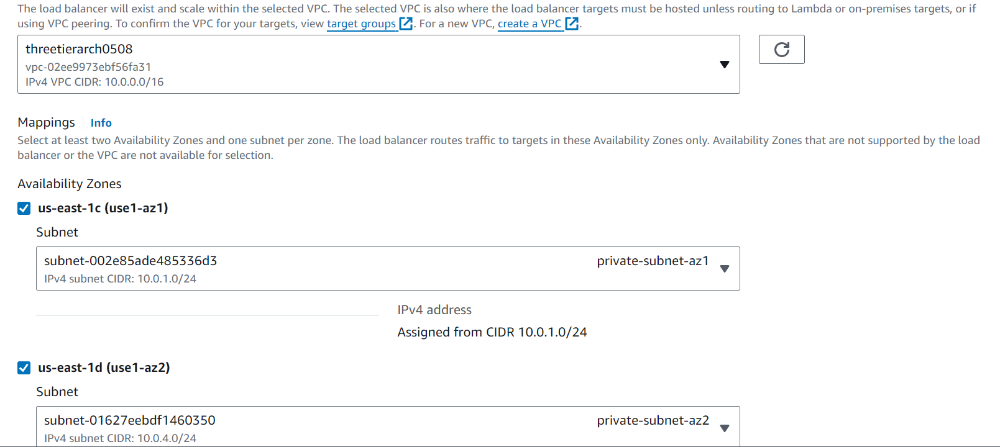 The load balancer will exist and scale within the selected VPC. The selected VPC is also where the load balancer targets must be hosted unless routing to Lambda or on-premises targets, or if
using VPC peering. To confirm the VPC for your targets, view target groups. For a new VPC, create a VPC.
threetierarch0508
vpc-02ee9973ebf56fa31
IPv4 VPC CIDR: 10.0.0.0/16
Mappings Info
Select at least two Availability Zones and one subnet per zone. The load balancer routes traffic to targets in these Availability Zones only. Availability Zones that are not supported by the load
balancer or the VPC are not available for selection.
Availability Zones
us-east-1c (use1-az1)
Subnet
subnet-002e85ade485336d3 private-subnet-az1
IPv4 subnet CIDR: 10.0.1.0/24
IPv4 address
Assigned from CIDR 10.0.1.0/24
us-east-1d (use1-az2)
Subnet
subnet-01627eebdf1460350 private-subnet-az2
IPv4 subnet CIDR: 10.0.4.0/24